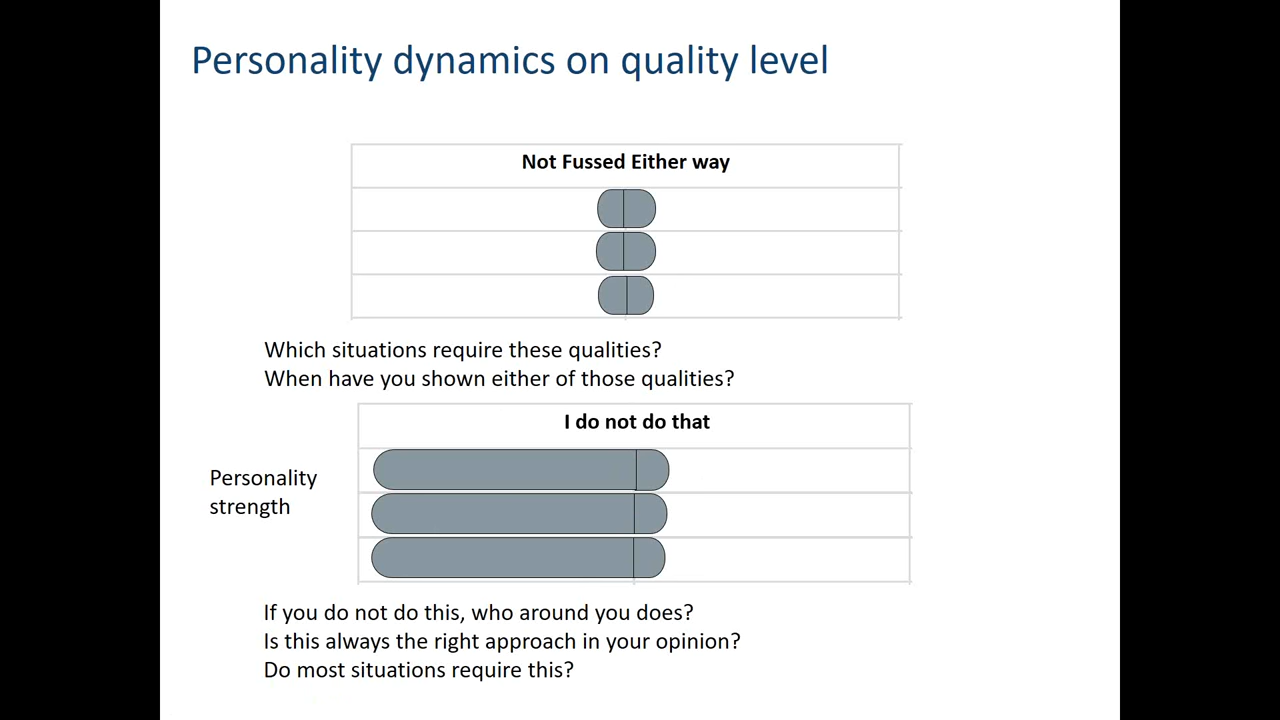 Personality dynamics on quality level
Not Fussed Either way
Which situations require these qualities?
When have you shown either of those qualities?
I do not do that
Personality
strength
If you do not do this, who around you does?
Is this always the right approach in your opinion?
Do most situations require this?